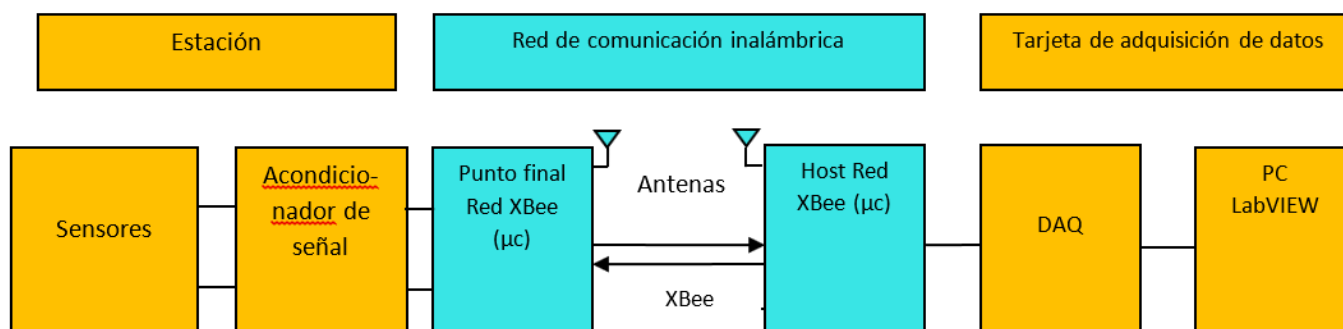 Estación
Red de comunicación inalámbrica
Tarjeta de adquisición de datos
Sensores
Acondicio-
nador de
señal
Punto final
Red XBee
(µc)
Antenas
XBee
Host Red
XBee (µc)
DAQ
PC
LabVIEW